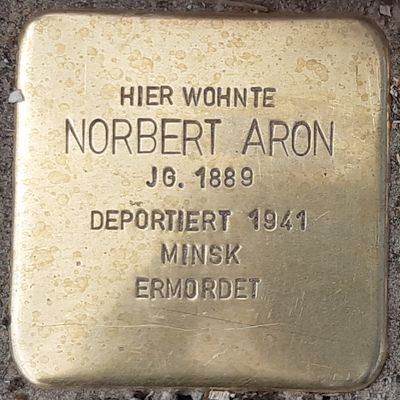 HIER WOHNTE
NORBERT ARON
JG. 1889
DEPORTIERT 1941
MINSK
ERMORDET